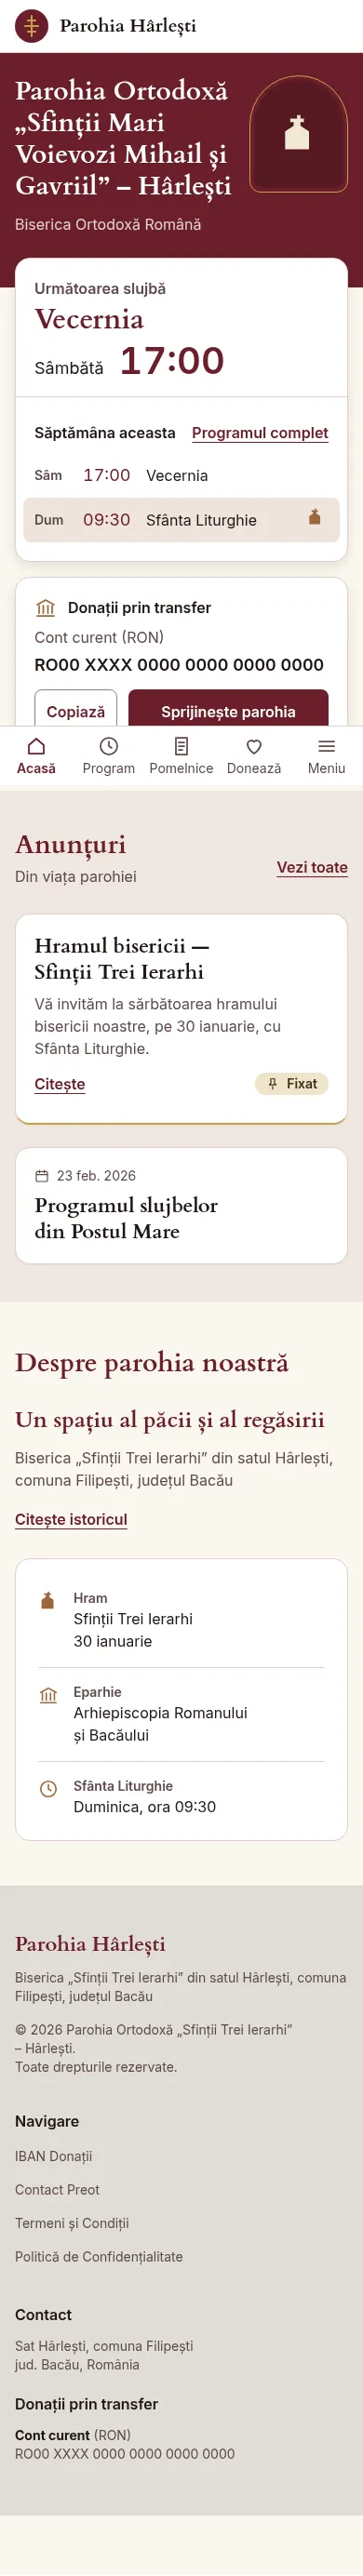 Parohia Hârlești
Parohia Ortodoxă
„Sfinții Mari
Voievozi Mihail și
Gavriil” – Hârlești
Biserica Ortodoxă Română
Următoarea slujbă
Vecernia
Sâmbătă 17:00
Săptămâna aceasta Programul complet
Sâm 17:00 Vecernia
Dum 09:30 Sfânta Liturghie
Donații prin transfer
Cont curent (RON)
RO00 XXXX 0000 0000 0000 0000
Copiază Sprijinește parohia
Acasă Program Pomelnice Donează Meniu
Anunțuri
Din viața parohiei Vezi toate
Hramul bisericii —
Sfinții Trei Ierarhi
Vă invităm la sărbătoarea hramului
bisericii noastre, pe 30 ianuarie, cu
Sfânta Liturghie.
Citește Fixat
23 feb. 2026
Programul slujbelor
din Postul Mare
Despre parohia noastră
Un spațiu al păcii și al regăsirii
Biserica „Sfinții Trei Ierarhi” din satul Hârlești,
comuna Filipești, județul Bacău
Citește istoricul
Hram
Sfinții Trei Ierarhi
30 ianuarie
Eparhie
Arhiepiscopia Romanului
și Bacăului
Sfânta Liturghie
Duminica, ora 09:30
Parohia Hârlești
Biserica „Sfinții Trei Ierarhi” din satul Hârlești, comuna
Filipești, județul Bacău
© 2026 Parohia Ortodoxă „Sfinții Trei Ierarhi”
– Hârlești.
Toate drepturile rezervate.
Navigare
IBAN Donații
Contact Preot
Termeni și Condiții
Politică de Confidențialitate
Contact
Sat Hârlești, comuna Filipești
jud. Bacău, România
Donații prin transfer
Cont curent (RON)
RO00 XXXX 0000 0000 0000 0000